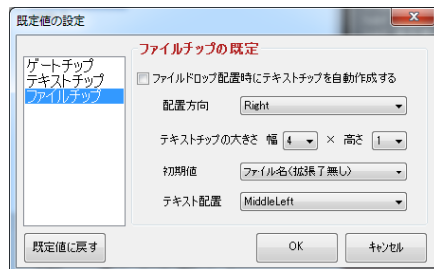 既定値の設定
ゲートチップ
テキストチップ
ファイルチップ
ファイルチップの既定
ファイルドロップ配置時にテキストチップを自動作成する
配置方向 Right
テキストチップの大きさ 幅 4 × 高さ 1
初期値 ファイル名(拡張子無し)
テキスト配置 MiddleLeft
既定値に戻す OK キャンセル